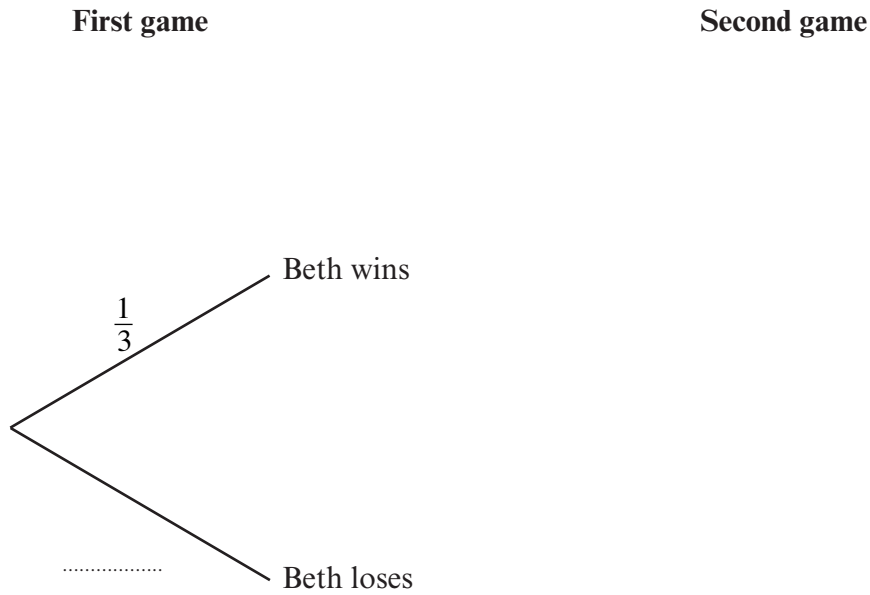 First game
Second game
Beth wins
1
3
..................
Beth loses